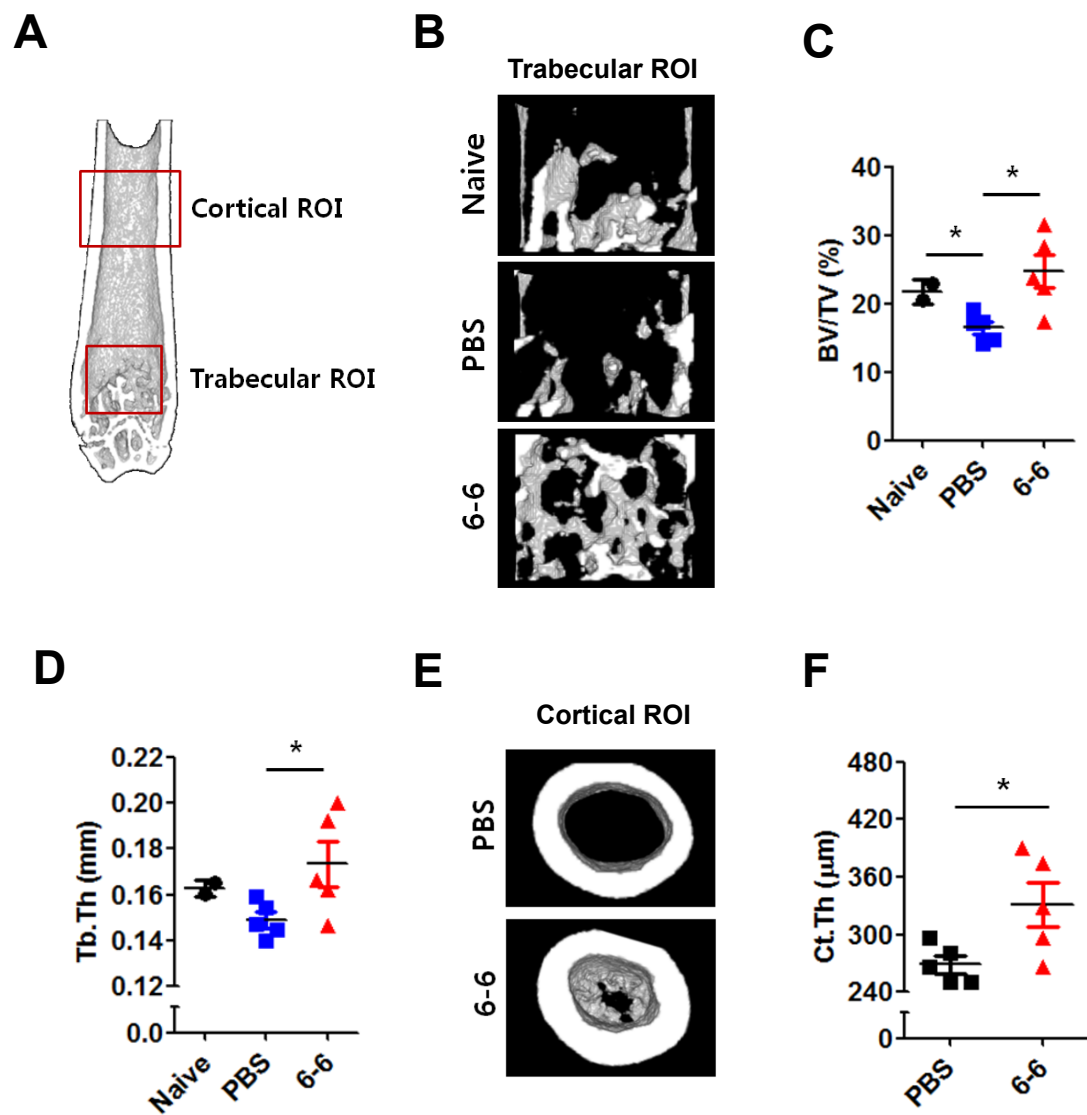 A
Cortical ROI
Trabecular ROI
B
Trabecular ROI
Naive
PBS
6-6
C
BV/TV (%)
40
30
20
10
0
*
*
Naive
PBS
6-6
D
Tb.Th (mm)
0.22
0.20
0.18
0.16
0.14
0.12
0.0
*
Naive
PBS
6-6
E
Cortical ROI
PBS
6-6
F
Ct.Th (μm)
480
420
360
300
240
0
*
PBS
6-6